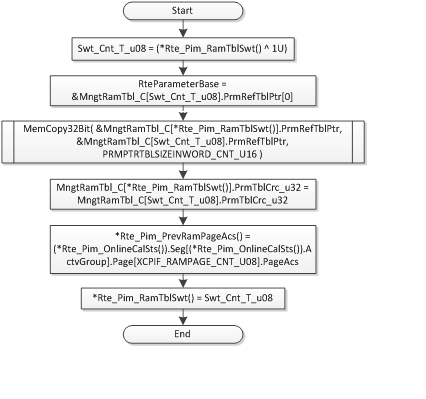 Start
Swt_Cnt_T_u08 = (*Rte_Pim_RamTblSwt() ^ 1U)
RteParameterBase =
&MngtRamTbl_C[Swt_Cnt_T_u08].PrmRefTblPtr[0]
MemCopy32Bit( &MngtRamTbl_C[*Rte_Pim_RamTblSwt()].PrmRefTblPtr,
&MngtRamTbl_C[Swt_Cnt_T_u08].PrmRefTblPtr,
PRMPTRTBLSIZEINWORD_CNT_U16 )
MngtRamTbl_C[*Rte_Pim_RamTblSwt()].PrmTblCrc_u32 =
MngtRamTbl_C[Swt_Cnt_T_u08].PrmTblCrc_u32
*Rte_Pim_PrevRamPageAcs() =
(*Rte_Pim_OnlineCalSts()).Seg[(*Rte_Pim_OnlineCalSts()).A
ctvGroup].Page[XCPIF_RAMPAGE_CNT_U08].PageAcs
*Rte_Pim_RamTblSwt() = Swt_Cnt_T_u08
End